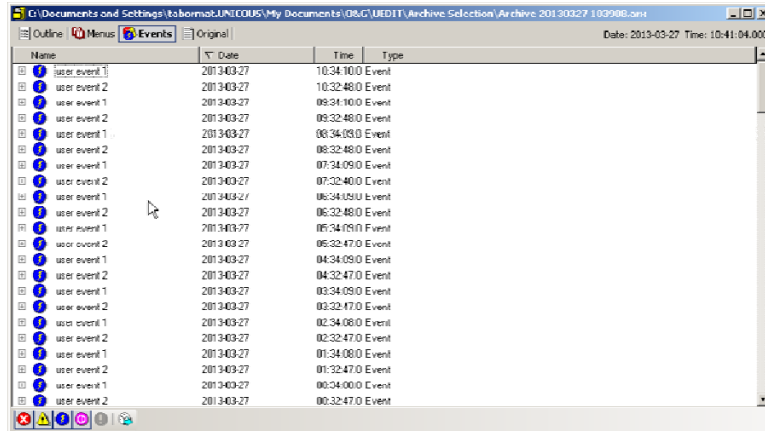 C:\Documents and Settings\tabormat.UNICOUS\My Documents\O&G\UEDIT\Archive Selection\Archive 20130327 103908.ans
Outline Menus Events Original Date: 2013-03-27 Time: 10:41:04.000
Name Date Time Type
user event 1 2013-03-27 10:34:10.0 Event
user event 2 2013-03-27 10:32:48.0 Event
user event 1 2013-03-27 09:34:10.0 Event
user event 2 2013-03-27 09:32:48.0 Event
user event 1 2013-03-27 08:34:09.0 Event
user event 2 2013-03-27 08:32:48.0 Event
user event 1 2013-03-27 07:34:09.0 Event
user event 2 2013-03-27 07:32:48.0 Event
user event 1 2013-03-27 06:34:09.0 Event
user event 2 2013-03-27 06:32:48.0 Event
user event 1 2013-03-27 05:34:09.0 Event
user event 2 2013-03-27 05:32:47.0 Event
user event 1 2013-03-27 04:34:09.0 Event
user event 2 2013-03-27 04:32:47.0 Event
user event 1 2013-03-27 03:34:09.0 Event
user event 2 2013-03-27 03:32:47.0 Event
user event 1 2013-03-27 02:34:08.0 Event
user event 2 2013-03-27 02:32:47.0 Event
user event 1 2013-03-27 01:34:08.0 Event
user event 2 2013-03-27 01:32:47.0 Event
user event 1 2013-03-27 00:34:08.0 Event
user event 2 2013-03-27 00:32:47.0 Event